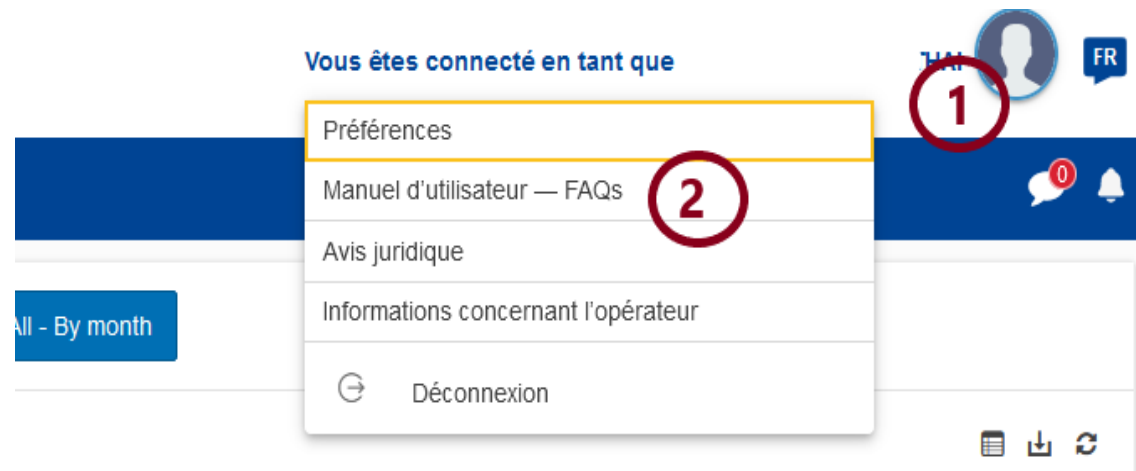 Vous êtes connecté en tant que
FR
1
Préférences
Manuel d’utilisateur — FAQs
2
0
Avis juridique
Informations concernant l’opérateur
All - By month
Déconnexion